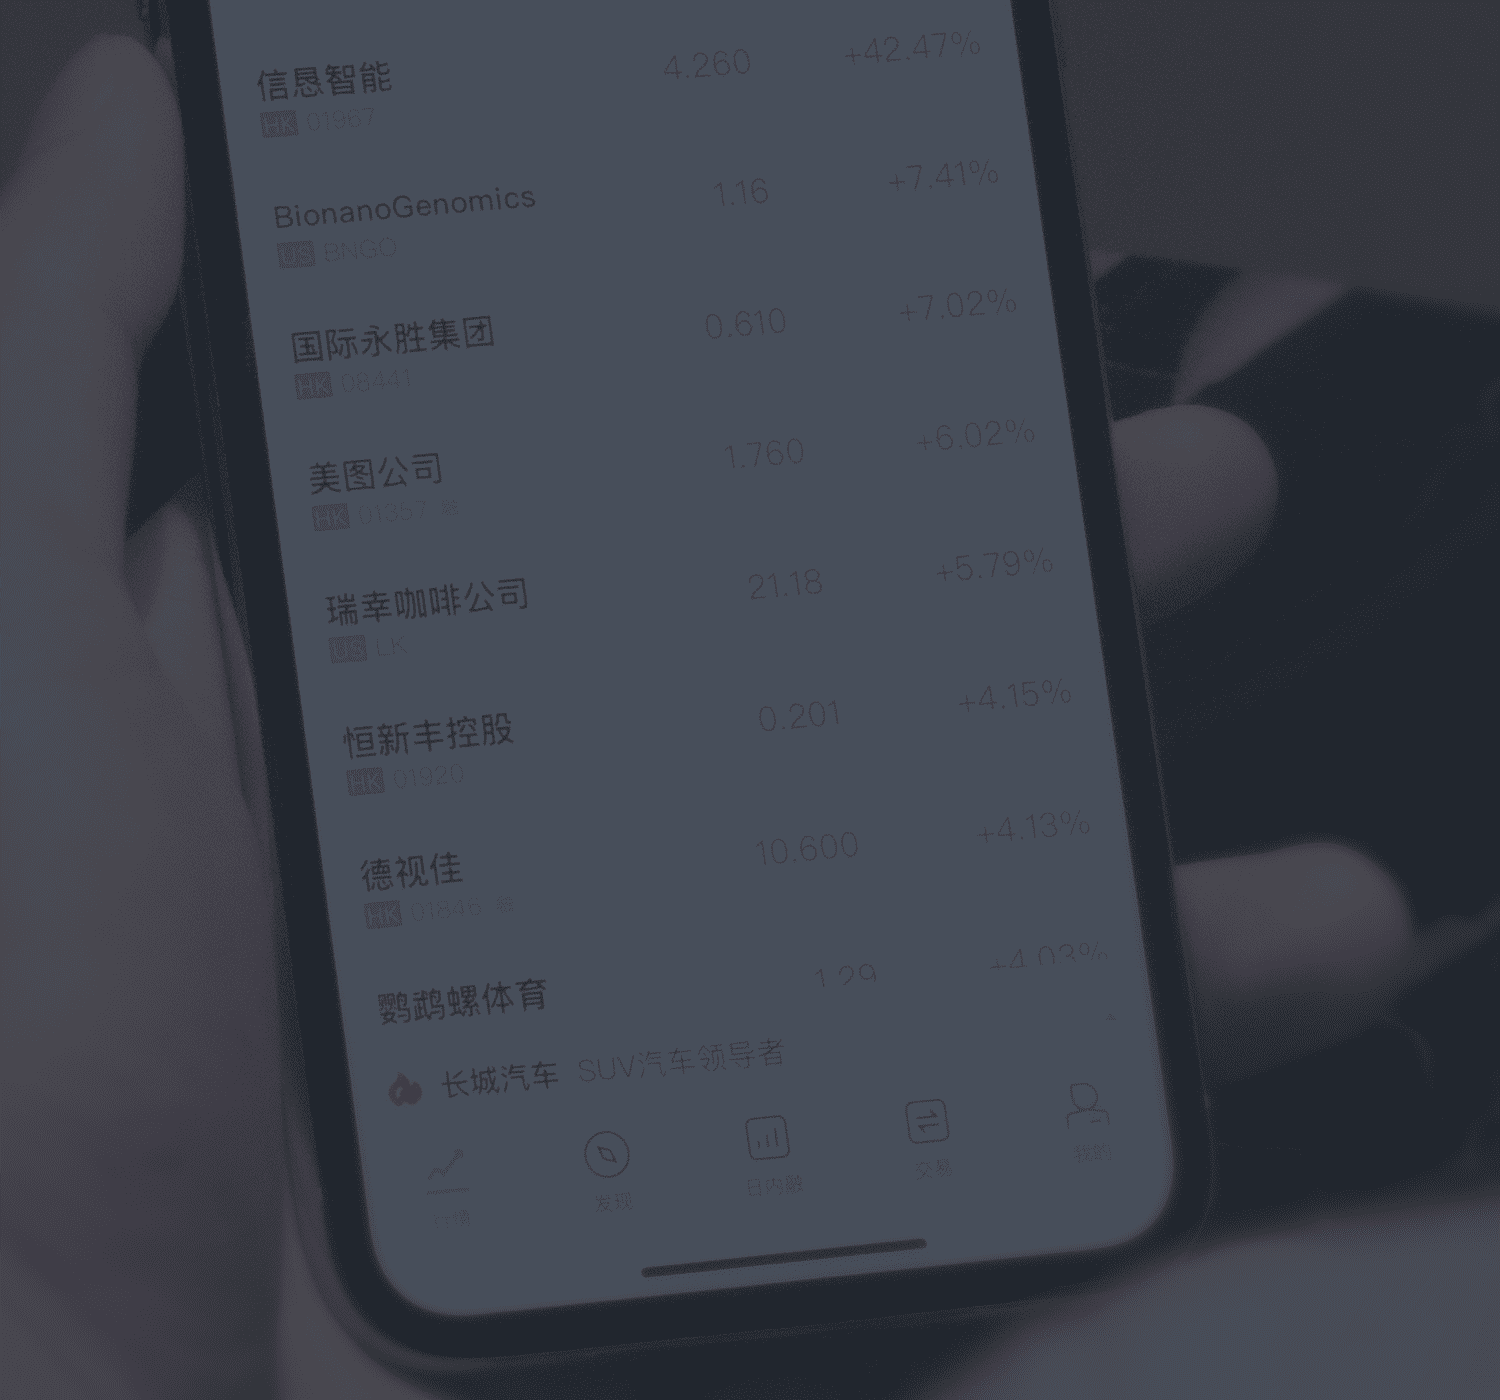 信恳智能 4.260 +42.47%
HK 01967
BionanoGenomics 1.16 +7.41%
US BNGO
国际永胜集团 0.610 +7.02%
HK 08441
美图公司 1.760 +6.02%
HK 01357
瑞幸咖啡公司 21.18 +5.79%
US LK
恒新丰控股 0.201 +4.15%
HK 01920
德视佳 10.600 +4.13%
HK 01846
鹦鹉螺体育 1.29 +4.03%
长城汽车 SUV汽车领导者
发现 日内融 交易 我的